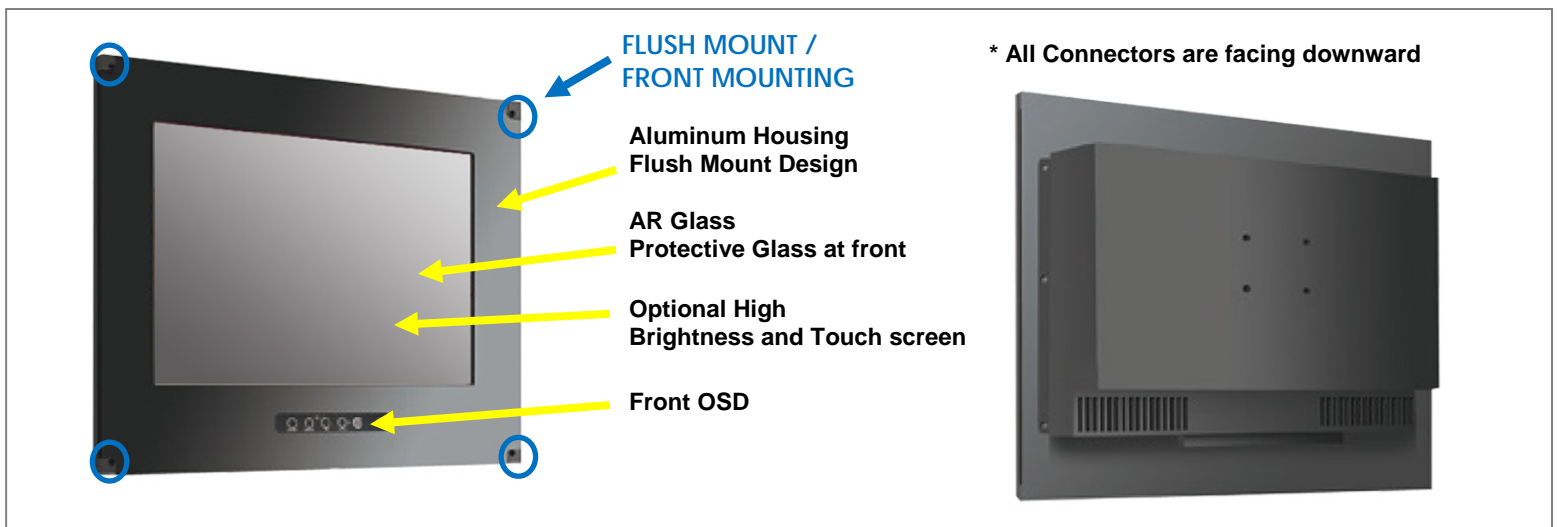 FLUSH MOUNT /
FRONT MOUNTING
Aluminum Housing
Flush Mount Design
AR Glass
Protective Glass at front
Optional High
Brightness and Touch screen
Front OSD
* All Connectors are facing downward